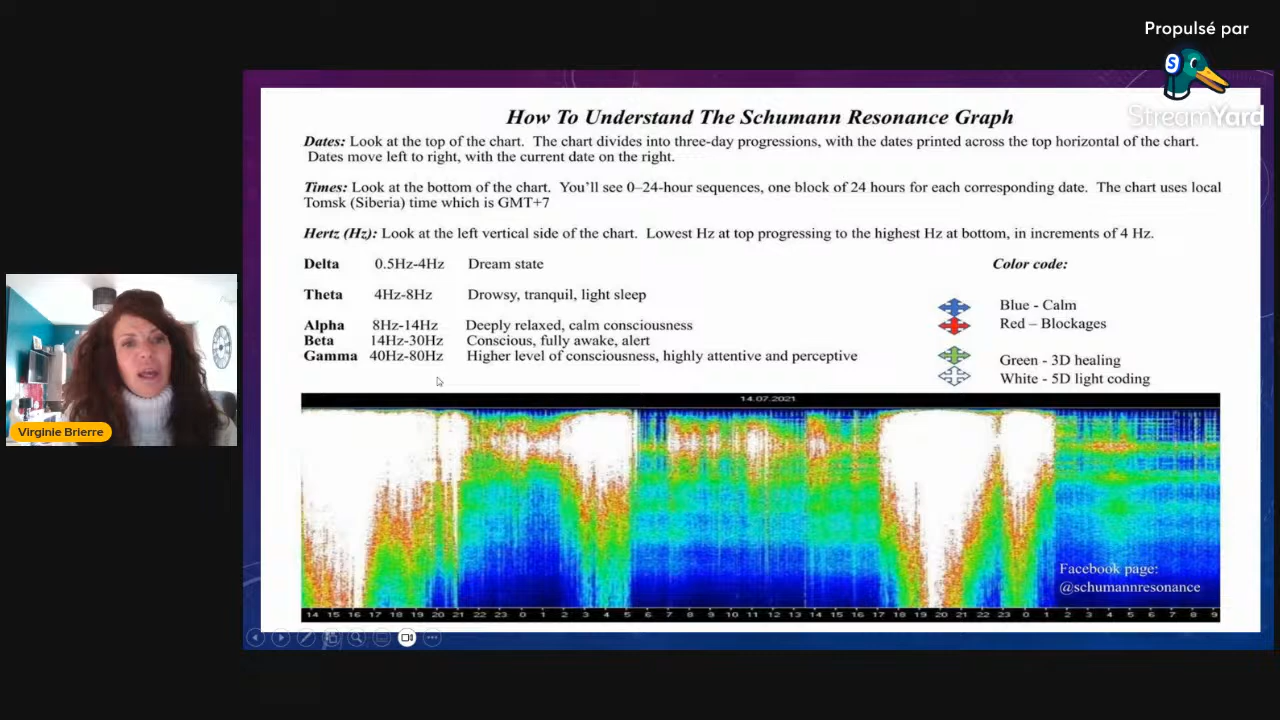 Propulsé par
StreamYard
How To Understand The Schumann Resonance Graph
Dates: Look at the top of the chart. The chart divides into three-day progressions, with the dates printed across the top horizontal of the chart.
Dates move left to right, with the current date on the right.
Times: Look at the bottom of the chart. You'll see 0–24-hour sequences, one block of 24 hours for each corresponding date. The chart uses local
Tomsk (Siberia) time which is GMT+7
Hertz (Hz): Look at the left vertical side of the chart. Lowest Hz at top progressing to the highest Hz at bottom, in increments of 4 Hz.
Delta 0.5Hz-4Hz Dream state
Theta 4Hz-8Hz Drowsy, tranquil, light sleep
Alpha 8Hz-14Hz Deeply relaxed, calm consciousness
Beta 14Hz-30Hz Conscious, fully awake, alert
Gamma 40Hz-80Hz Higher level of consciousness, highly attentive and perceptive
Color code:
Blue - Calm
Red – Blockages
Green - 3D healing
White - 5D light coding
14.07.2021
Facebook page:
@schumannresonance
14 15 16 17 18 19 20 21 22 23 0 1 2 3 4 5 6 7 8 9 10 11 12 13 14 15 16 17 18 19 20 21 22 23 0 1 2 3 4 5 6 7 8 9
Virginie Brierre